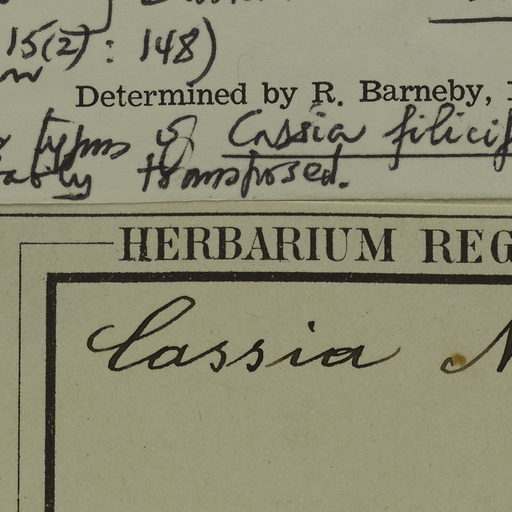 15(2): 148)
Determined by R. Barneby,
types of Cassia filicif
transposed.
HERBARIUM REG
Cassia N